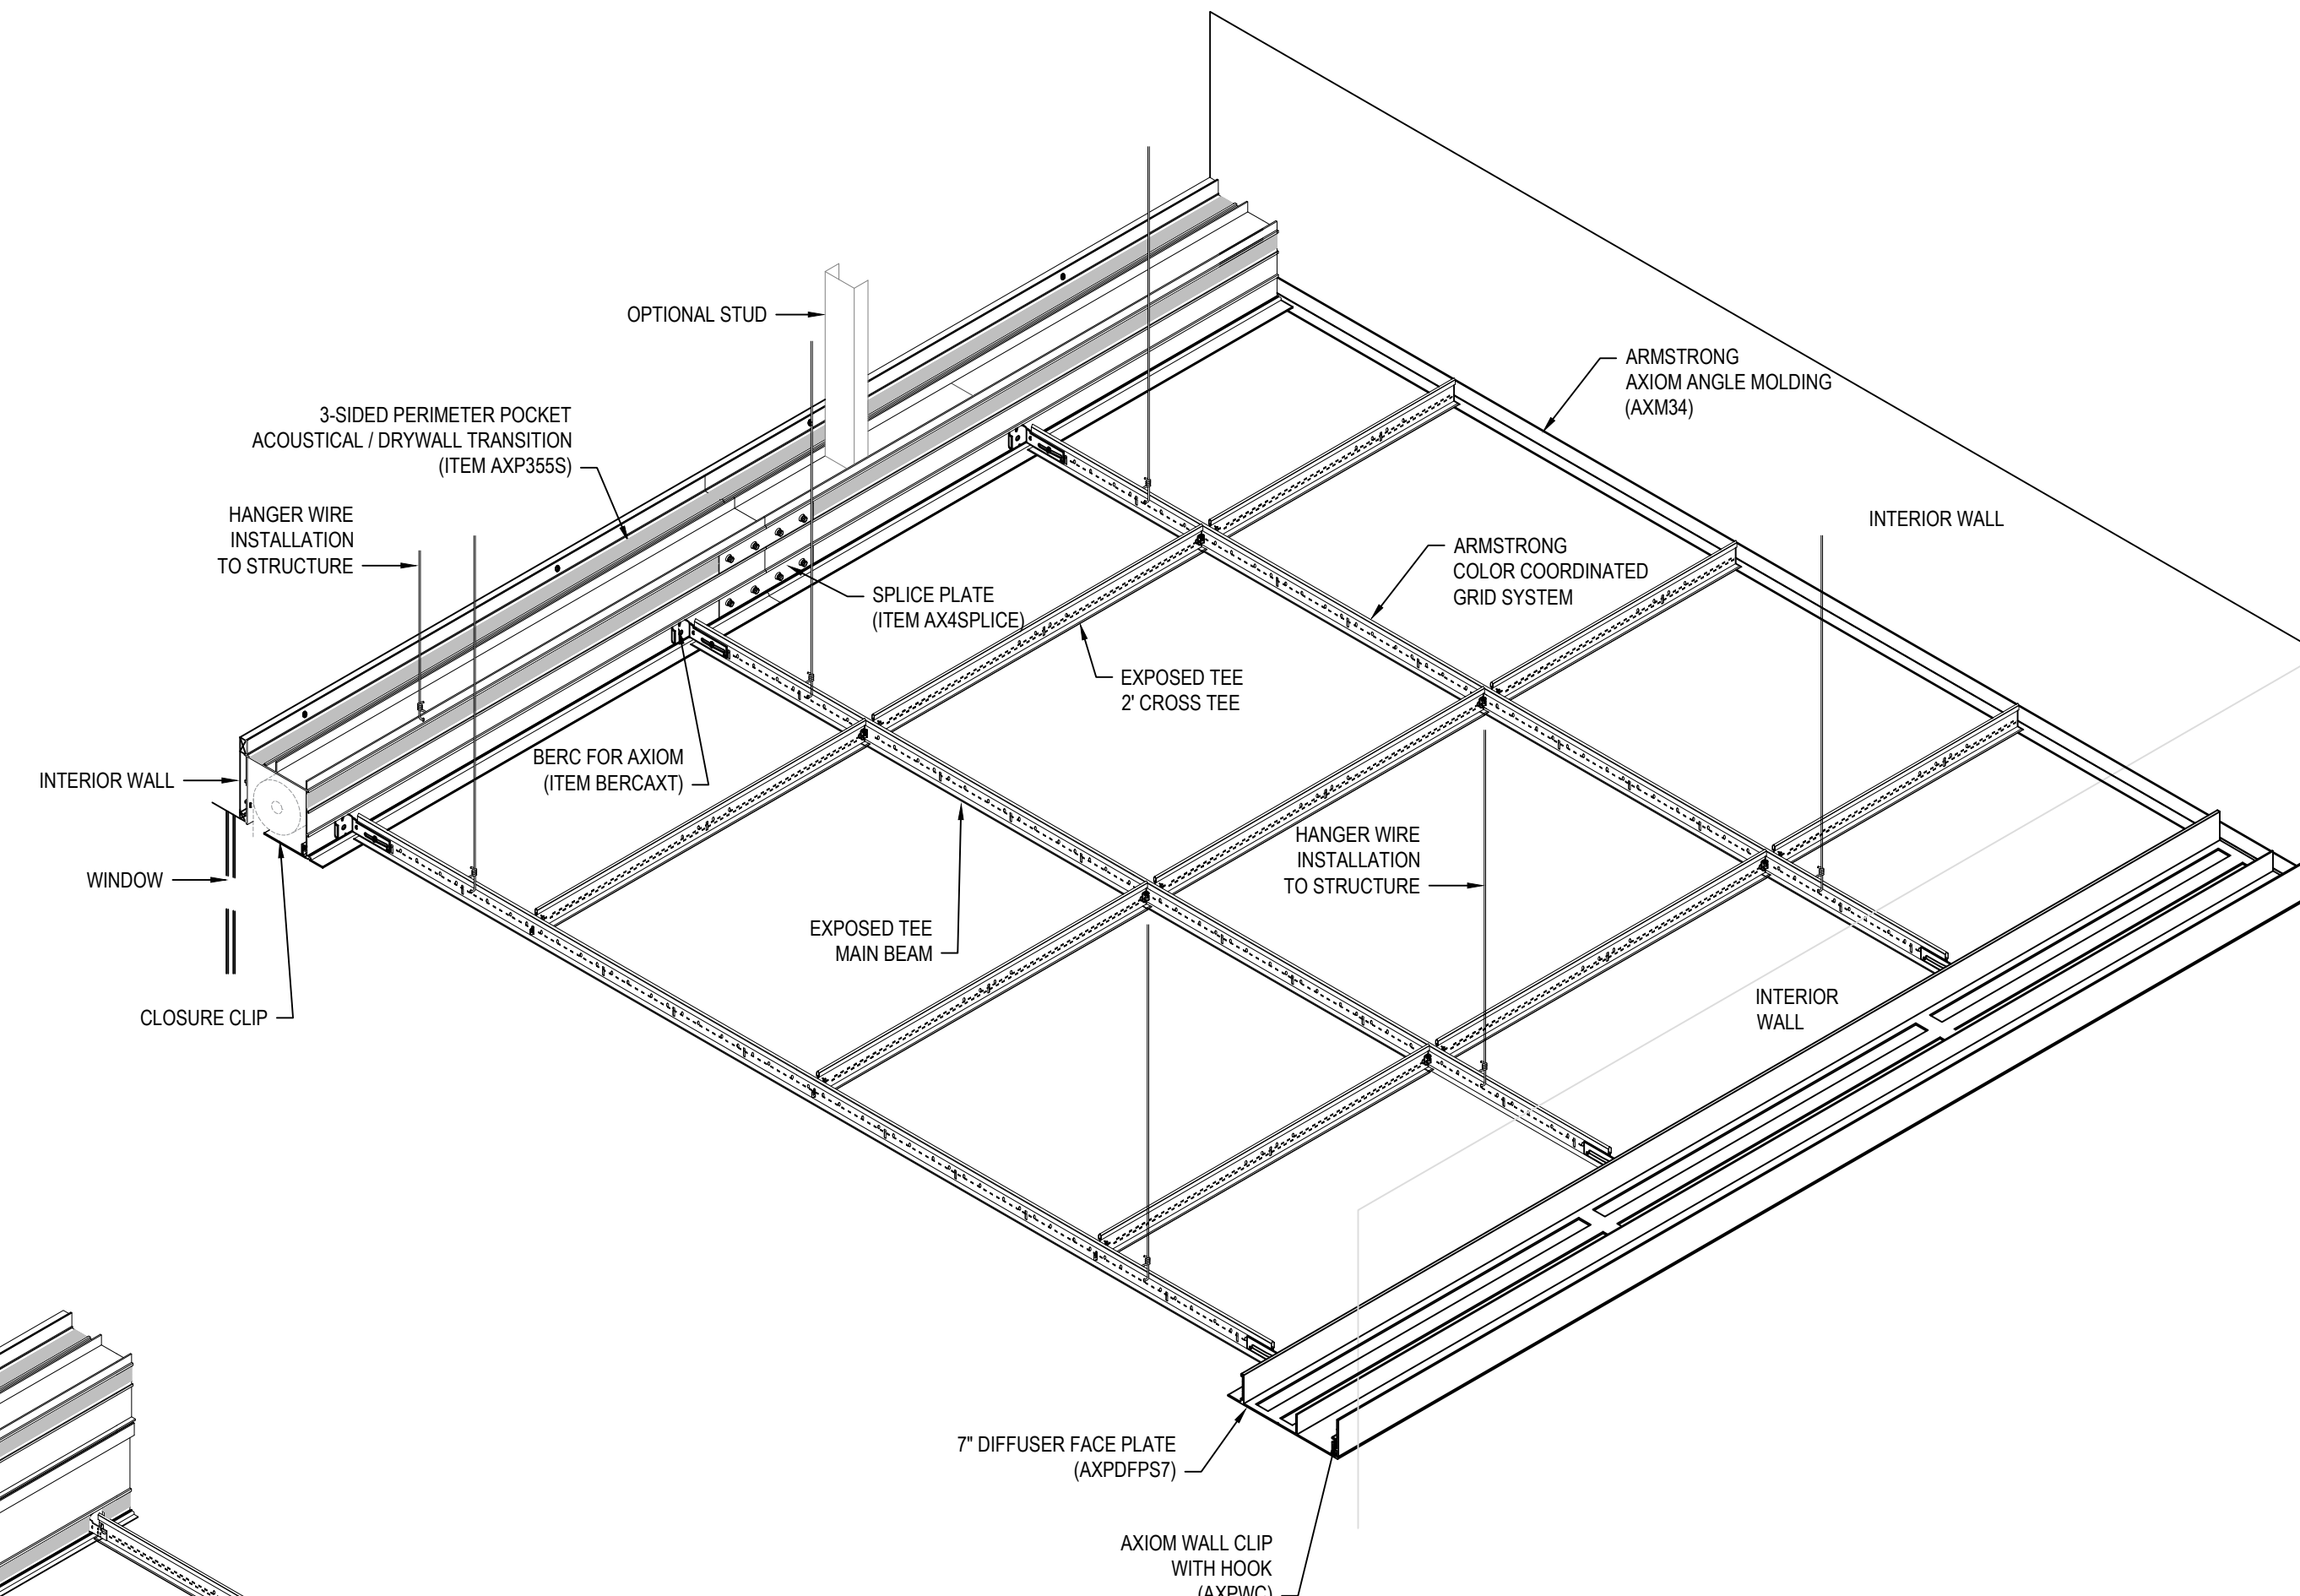 OPTIONAL STUD
ARMSTRONG
AXIOM ANGLE MOLDING
(AXM34)
3-SIDED PERIMETER POCKET
ACOUSTICAL / DRYWALL TRANSITION
(ITEM AXP355S)
HANGER WIRE
INSTALLATION
TO STRUCTURE
INTERIOR WALL
ARMSTRONG
COLOR COORDINATED
GRID SYSTEM
SPLICE PLATE
(ITEM AX4SPLICE)
EXPOSED TEE
2' CROSS TEE
BERC FOR AXIOM
(ITEM BERCAXT)
INTERIOR WALL
HANGER WIRE
INSTALLATION
TO STRUCTURE
WINDOW
EXPOSED TEE
MAIN BEAM
INTERIOR
WALL
CLOSURE CLIP
7" DIFFUSER FACE PLATE
(AXPDFPS7)
AXIOM WALL CLIP
WITH HOOK
(AXPWC)